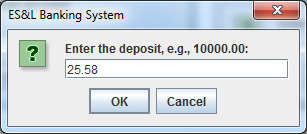 ES&L Banking System
Enter the deposit, e.g., 10000.00:
25.58
OK Cancel